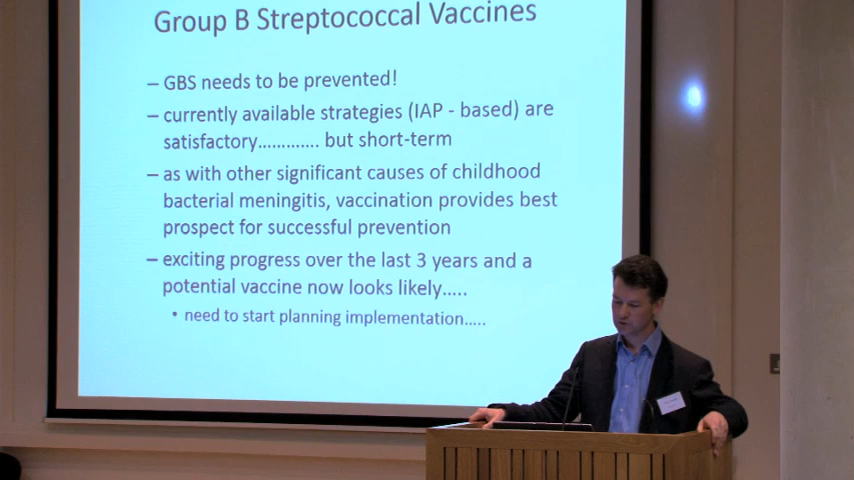 Group B Streptococcal Vaccines
– GBS needs to be prevented!
– currently available strategies (IAP - based) are
satisfactory............. but short-term
– as with other significant causes of childhood
bacterial meningitis, vaccination provides best
prospect for successful prevention
– exciting progress over the last 3 years and a
potential vaccine now looks likely.....
• need to start planning implementation.....